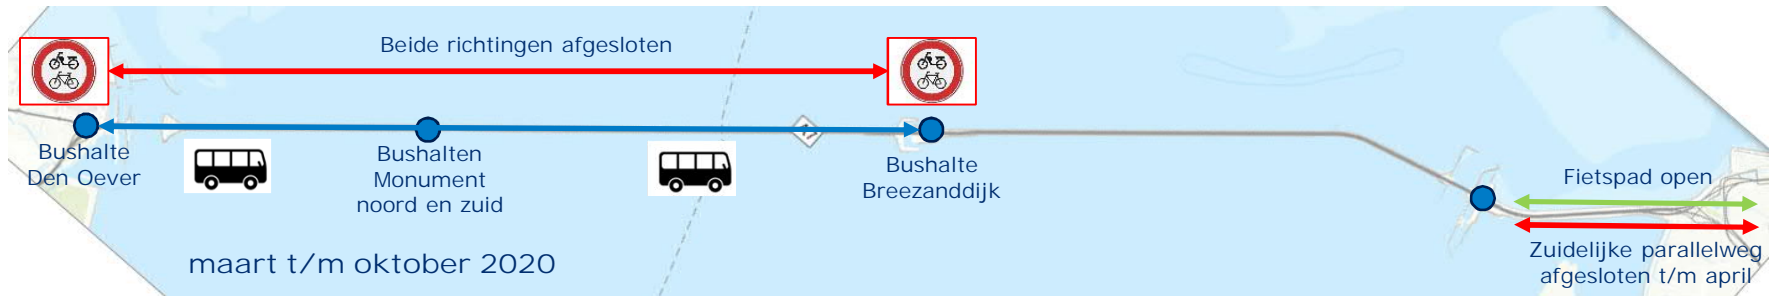 Beide richtingen afgesloten
Bushalte
Den Oever
Bushalten
Monument
noord en zuid
Bushalte
Breezanddijk
Fietspad open
Zuidelijke parallelweg
afgesloten t/m april
maart t/m oktober 2020